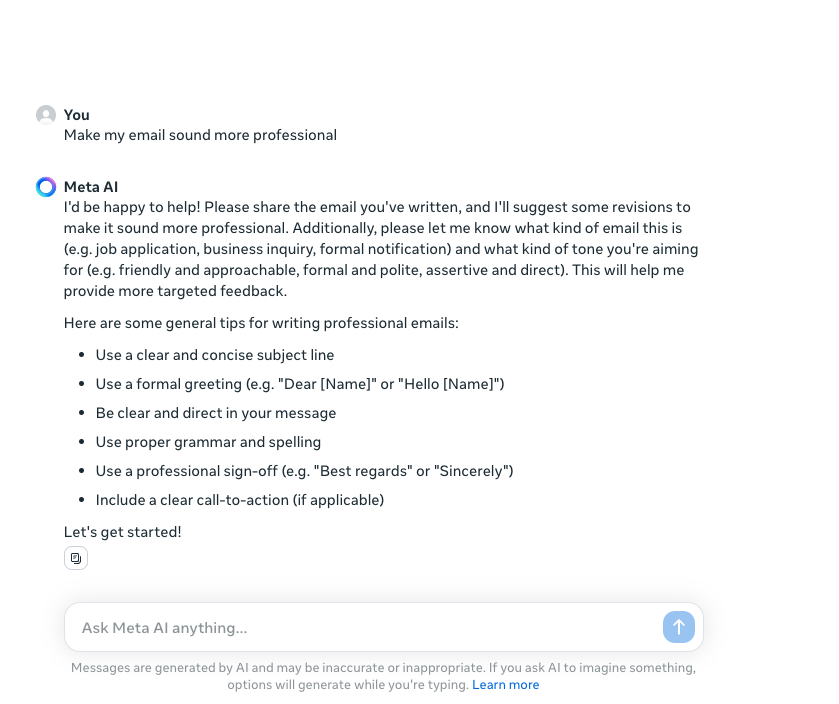 You
Make my email sound more professional
Meta AI
I'd be happy to help! Please share the email you've written, and I'll suggest some revisions to
make it sound more professional. Additionally, please let me know what kind of email this is
(e.g. job application, business inquiry, formal notification) and what kind of tone you're aiming
for (e.g. friendly and approachable, formal and polite, assertive and direct). This will help me
provide more targeted feedback.
Here are some general tips for writing professional emails:
• Use a clear and concise subject line
• Use a formal greeting (e.g. "Dear [Name]" or "Hello [Name]")
• Be clear and direct in your message
• Use proper grammar and spelling
• Use a professional sign-off (e.g. "Best regards" or "Sincerely")
• Include a clear call-to-action (if applicable)
Let's get started!
Ask Meta AI anything...
Messages are generated by AI and may be inaccurate or inappropriate. If you ask AI to imagine something,
options will generate while you're typing. Learn more